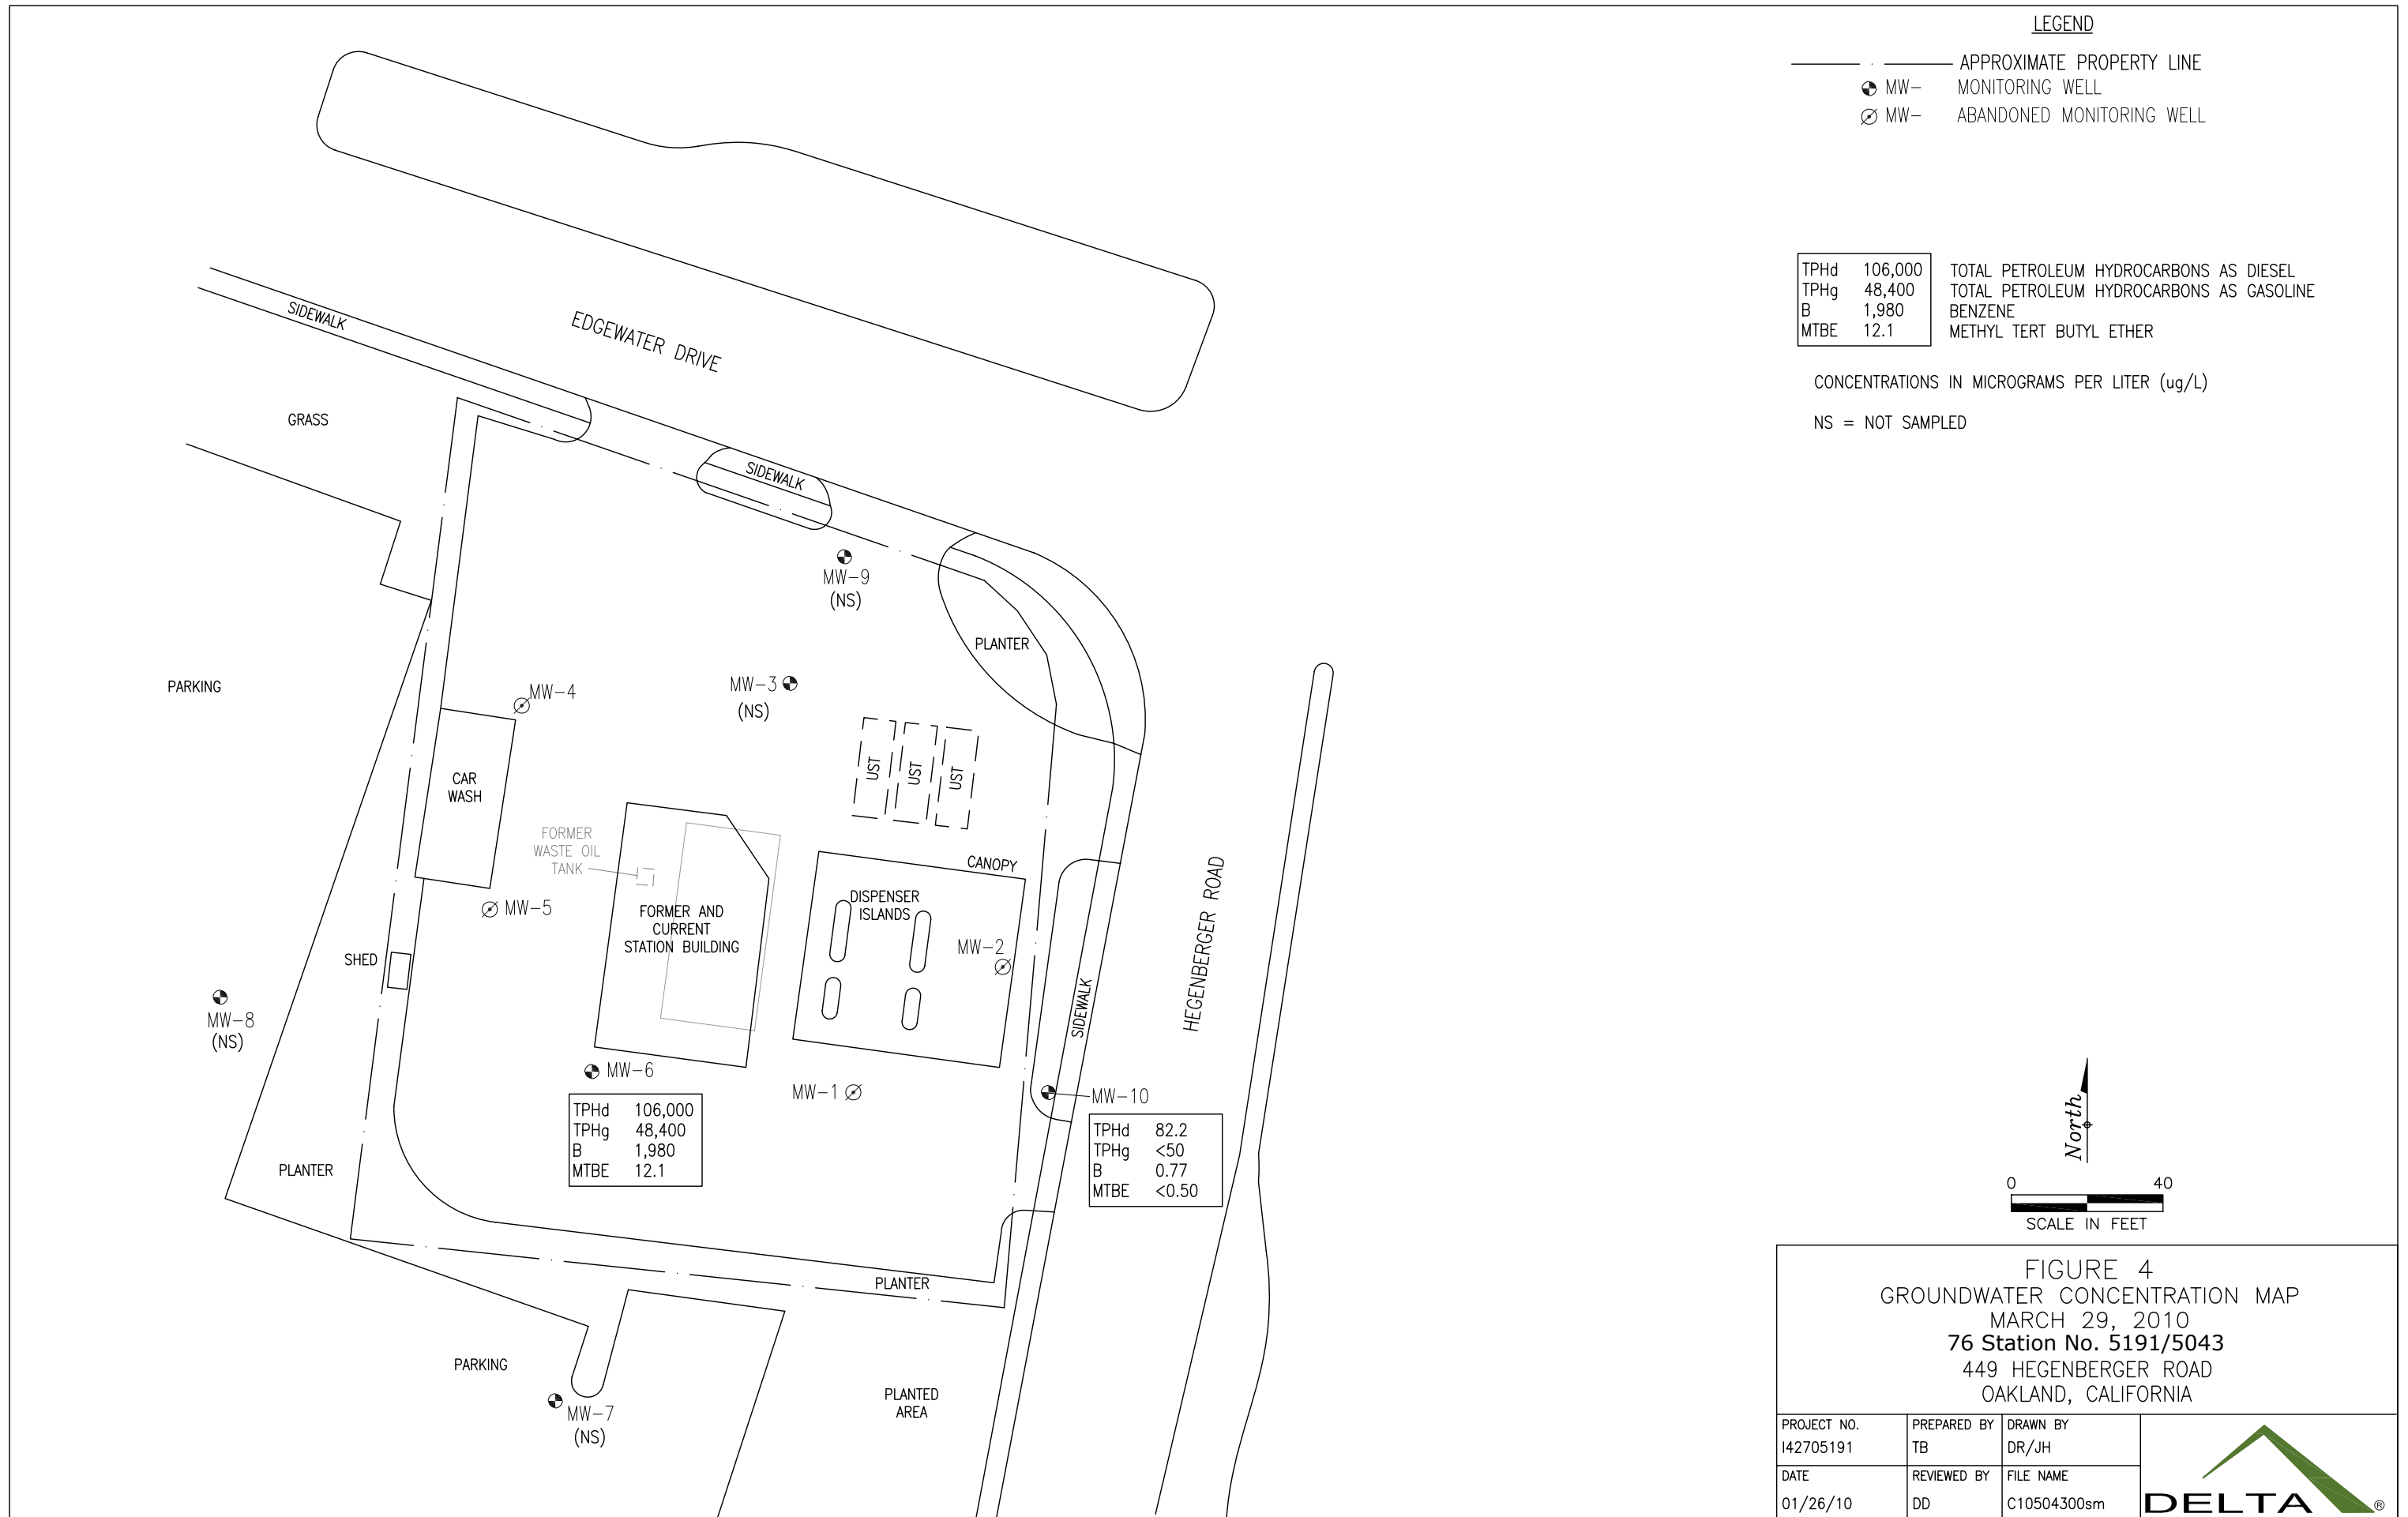 LEGEND
APPROXIMATE PROPERTY LINE
MW- MONITORING WELL
MW- ABANDONED MONITORING WELL
TPHd 106,000 TOTAL PETROLEUM HYDROCARBONS AS DIESEL
TPHg 48,400 TOTAL PETROLEUM HYDROCARBONS AS GASOLINE
B 1,980 BENZENE
MTBE 12.1 METHYL TERT BUTYL ETHER
CONCENTRATIONS IN MICROGRAMS PER LITER (ug/L)
NS = NOT SAMPLED
SIDEWALK
EDGEWATER DRIVE
GRASS
SIDEWALK
MW-9
(NS)
PLANTER
PARKING
MW-4
MW-3
(NS)
CAR
WASH
UST
UST
UST
FORMER
WASTE OIL
TANK
CANOPY
DISPENSER
ISLANDS
MW-5
FORMER AND
CURRENT
STATION BUILDING
MW-2
HEGENBERGER ROAD
SHED
SIDEWALK
MW-8
(NS)
MW-6
TPHd 106,000
TPHg 48,400
B 1,980
MTBE 12.1
MW-1
MW-10
TPHd 82.2
TPHg <50
B 0.77
MTBE <0.50
PLANTER
PLANTER
PARKING
MW-7
(NS)
PLANTED
AREA
North
0 40
SCALE IN FEET
FIGURE 4
GROUNDWATER CONCENTRATION MAP
MARCH 29, 2010
76 Station No. 5191/5043
449 HEGENBERGER ROAD
OAKLAND, CALIFORNIA
PROJECT NO. PREPARED BY DRAWN BY
I42705191 TB DR/JH
DATE REVIEWED BY FILE NAME
01/26/10 DD C10504300sm
DELTA ®